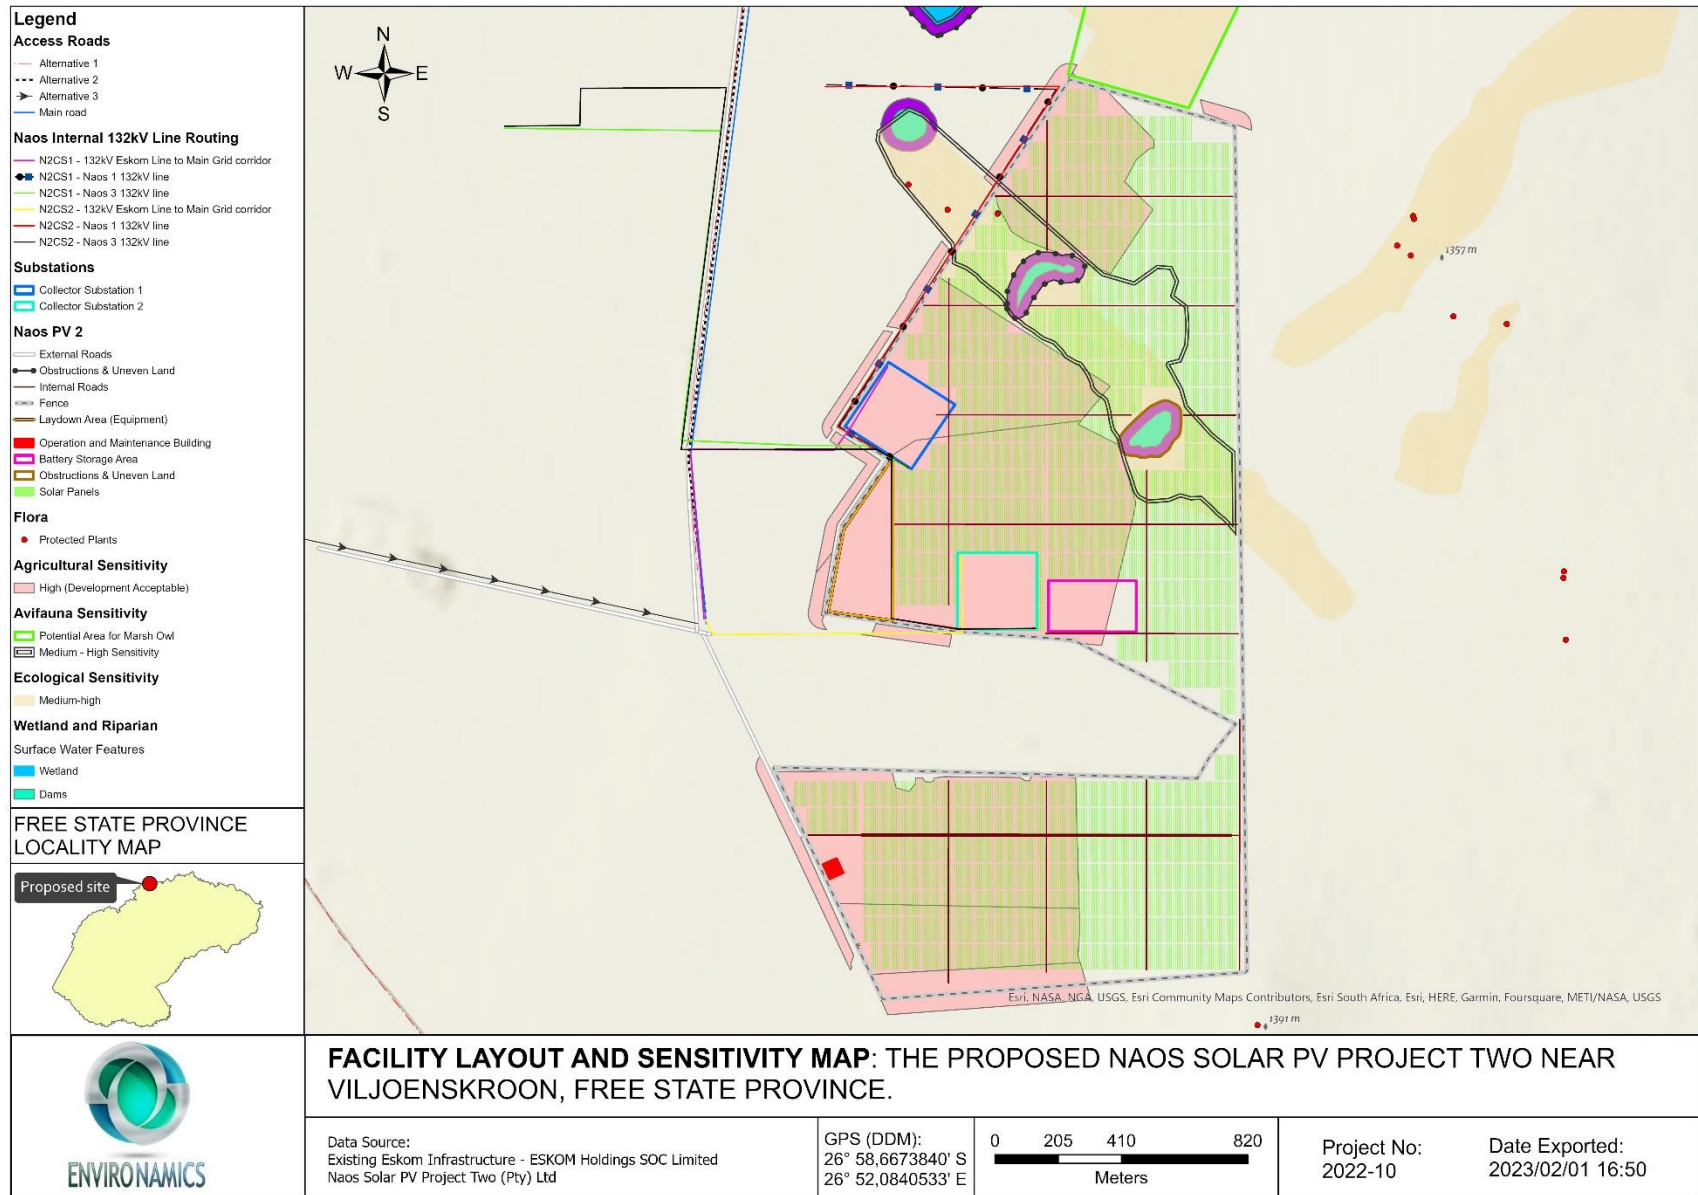 Legend
Access Roads
Alternative 1
Alternative 2
Alternative 3
Main road
Naos Internal 132kV Line Routing
N2CS1 - 132kV Eskom Line to Main Grid corridor
N2CS1 - Naos 1 132kV line
N2CS1 - Naos 3 132kV line
N2CS2 - 132kV Eskom Line to Main Grid corridor
N2CS2 - Naos 1 132kV line
N2CS2 - Naos 3 132kV line
Substations
Collector Substation 1
Collector Substation 2
Naos PV 2
External Roads
Obstructions & Uneven Land
Internal Roads
Fence
Laydown Area (Equipment)
Operation and Maintenance Building
Battery Storage Area
Obstructions & Uneven Land
Solar Panels
Flora
Protected Plants
Agricultural Sensitivity
High (Development Acceptable)
Avifauna Sensitivity
Potential Area for Marsh Owl
Medium - High Sensitivity
Ecological Sensitivity
Medium-high
Wetland and Riparian
Surface Water Features
Wetland
Dams
FREE STATE PROVINCE
LOCALITY MAP
Proposed site
ENVIRONAMICS
N
W E
S
1357 m
Esri, NASA, NGA, USGS, Esri Community Maps Contributors, Esri South Africa, Esri, HERE, Garmin, Foursquare, METI/NASA, USGS
1391 m
FACILITY LAYOUT AND SENSITIVITY MAP: THE PROPOSED NAOS SOLAR PV PROJECT TWO NEAR
VILJOENSKROON, FREE STATE PROVINCE.
Data Source:
Existing Eskom Infrastructure - ESKOM Holdings SOC Limited
Naos Solar PV Project Two (Pty) Ltd
GPS (DDM):
26° 58,6673840' S
26° 52,0840533' E
0 205 410 820
Meters
Project No:
2022-10
Date Exported:
2023/02/01 16:50